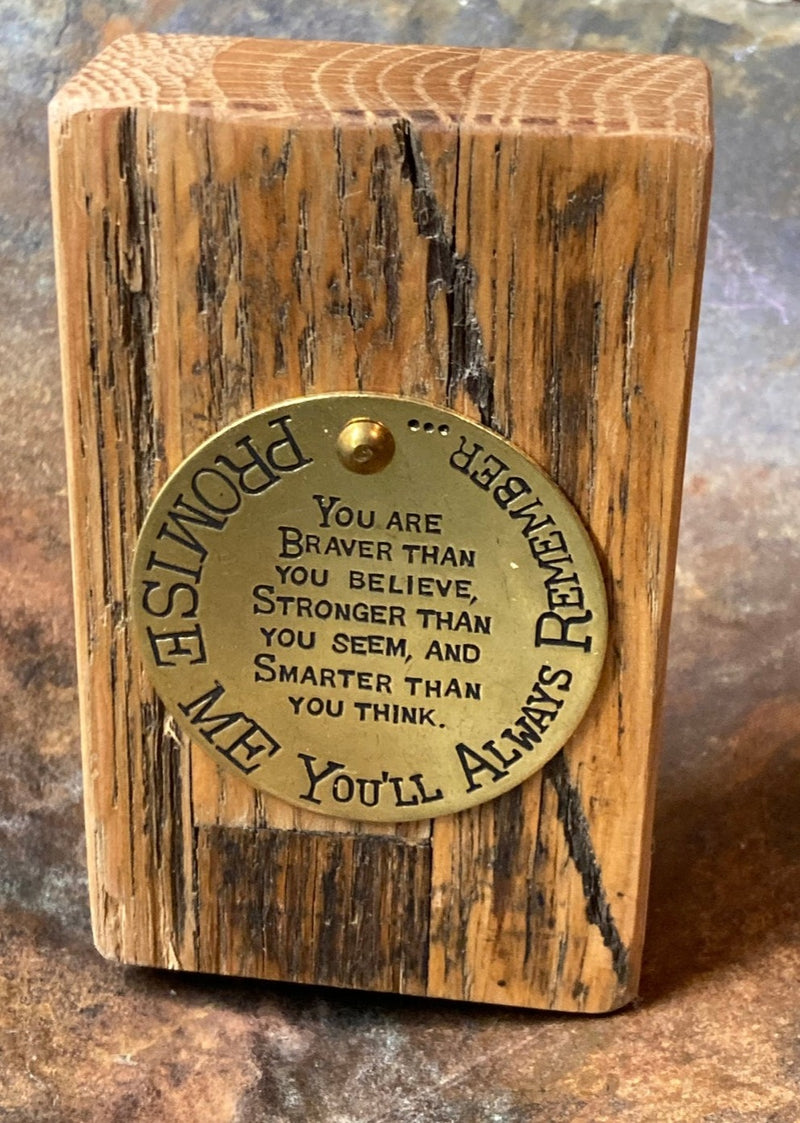 PROMISE ME YOU'LL ALWAYS REMEMBER ...
YOU ARE
BRAVER THAN
YOU BELIEVE,
STRONGER THAN
YOU SEEM, AND
SMARTER THAN
YOU THINK.